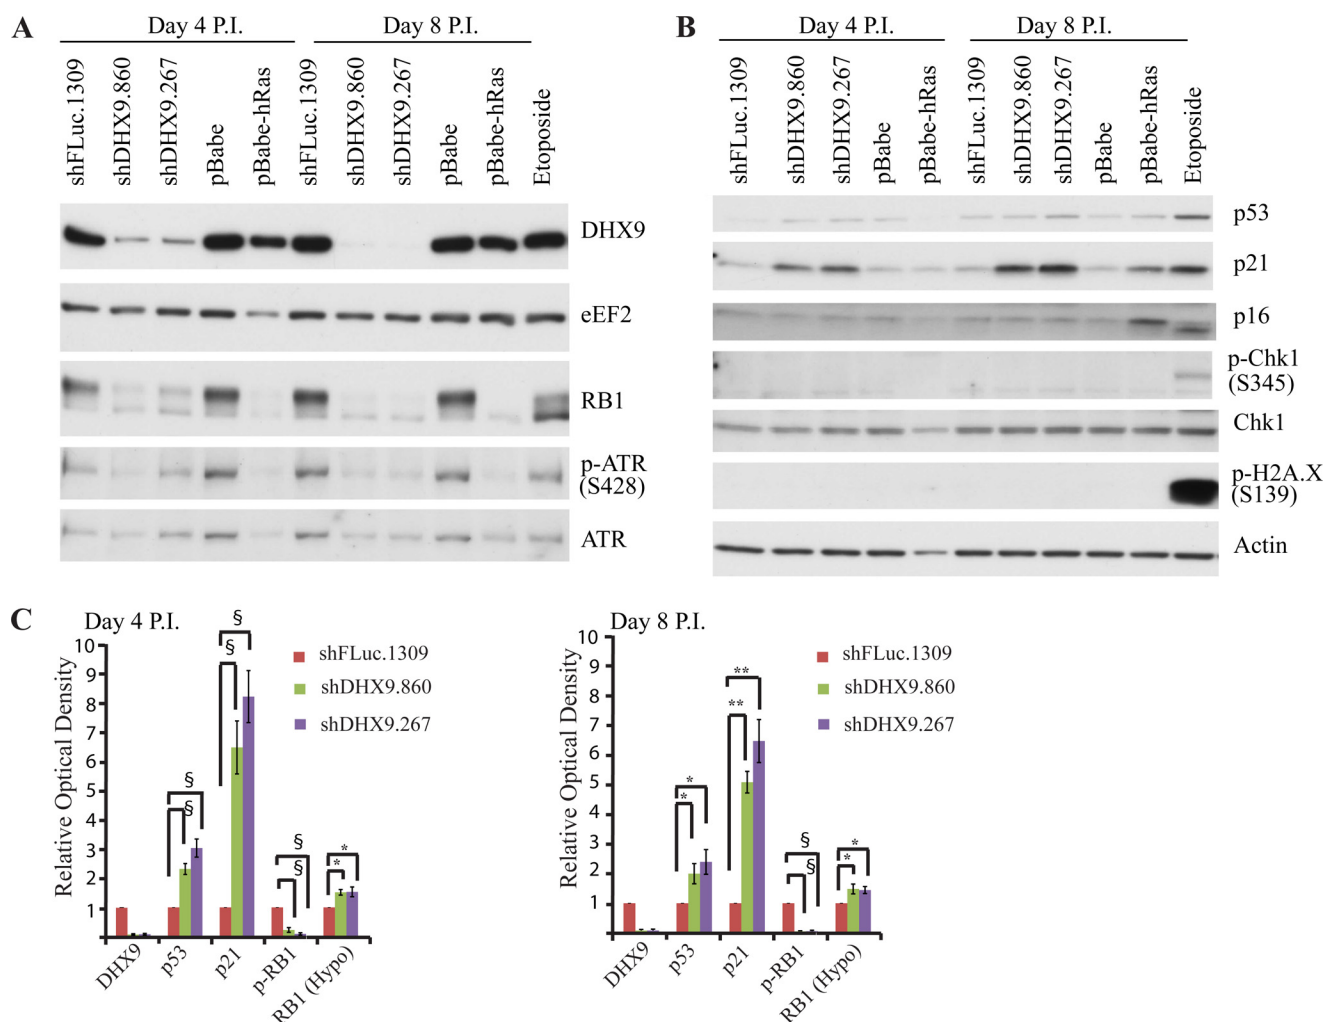 A
Day 4 P.I.
Day 8 P.I.
shFLuc.1309
shDHX9.860
shDHX9.267
pBabe
pBabe-hRas
shFLuc.1309
shDHX9.860
shDHX9.267
pBabe
pBabe-hRas
Etoposide
DHX9
eEF2
RB1
p-ATR
(S428)
ATR
B
Day 4 P.I.
Day 8 P.I.
shFLuc.1309
shDHX9.860
shDHX9.267
pBabe
pBabe-hRas
shFLuc.1309
shDHX9.860
shDHX9.267
pBabe
pBabe-hRas
Etoposide
p53
p21
p16
p-Chk1
(S345)
Chk1
p-H2A.X
(S139)
Actin
C
Day 4 P.I.
Relative Optical Density
10
9
8
7
6
5
4
3
2
1
§
§
§
§
§
§
*
*
shFLuc.1309
shDHX9.860
shDHX9.267
DHX9
p53
p21
p-RB1
RB1 (Hypo)
Day 8 P.I.
Relative Optical Density
10
9
8
7
6
5
4
3
2
1
*
*
**
**
§
§
*
*
shFLuc.1309
shDHX9.860
shDHX9.267
DHX9
p53
p21
p-RB1
RB1 (Hypo)